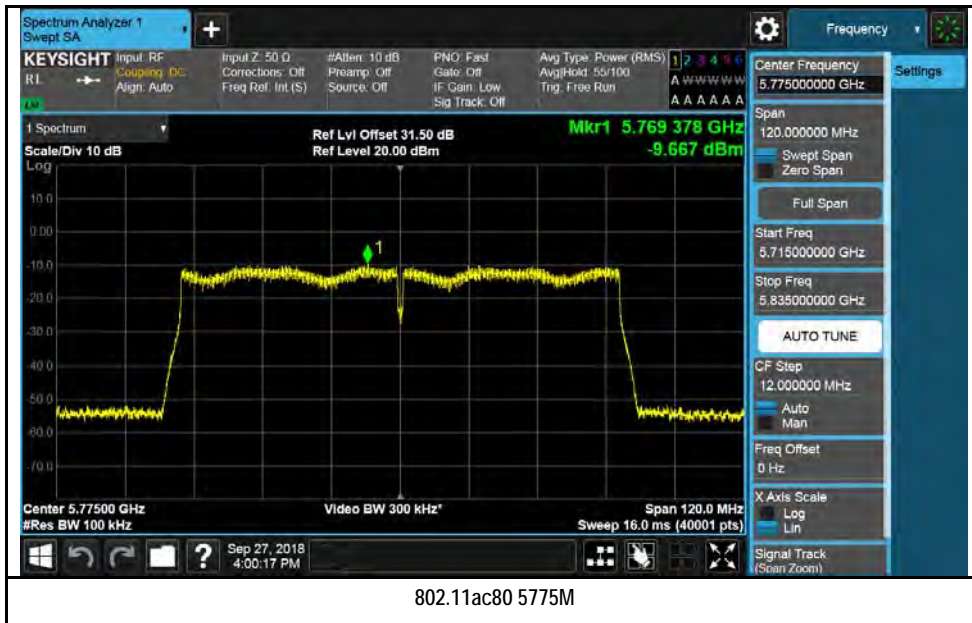 Spectrum Analyzer 1
Swept SA
+
Frequency
KEYSIGHT
RL
Input: RF
Coupling: DC
Align: Auto
Input Z: 50 Ω
Corrections: Off
Freq Ref: Int (S)
#Atten: 10 dB
Preamp: Off
Source: Off
PNO: Fast
Gate: Off
IF Gain: Low
Sig Track: Off
Avg Type: Power (RMS)
Avg|Hold: 55/100
Trig: Free Run
1 2 3 4 5 6
A W W W W W
A A A A A A
1 Spectrum
Scale/Div 10 dB
Ref Lvl Offset 31.50 dB
Ref Level 20.00 dBm
Mkr1 5.769 378 GHz
-9.667 dBm
Log
10.0
0.00
-10.0
-20.0
-30.0
-40.0
-50.0
-60.0
-70.0
1
Center 5.77500 GHz
#Res BW 100 kHz
Video BW 300 kHz*
Span 120.0 MHz
Sweep 16.0 ms (40001 pts)
?
Sep 27, 2018
4:00:17 PM
Center Frequency
5.775000000 GHz
Settings
Span
120.000000 MHz
Swept Span
Zero Span
Full Span
Start Freq
5.715000000 GHz
Stop Freq
5.835000000 GHz
AUTO TUNE
CF Step
12.000000 MHz
Auto
Man
Freq Offset
0 Hz
X Axis Scale
Log
Lin
Signal Track
(Span Zoom)
802.11ac80 5775M